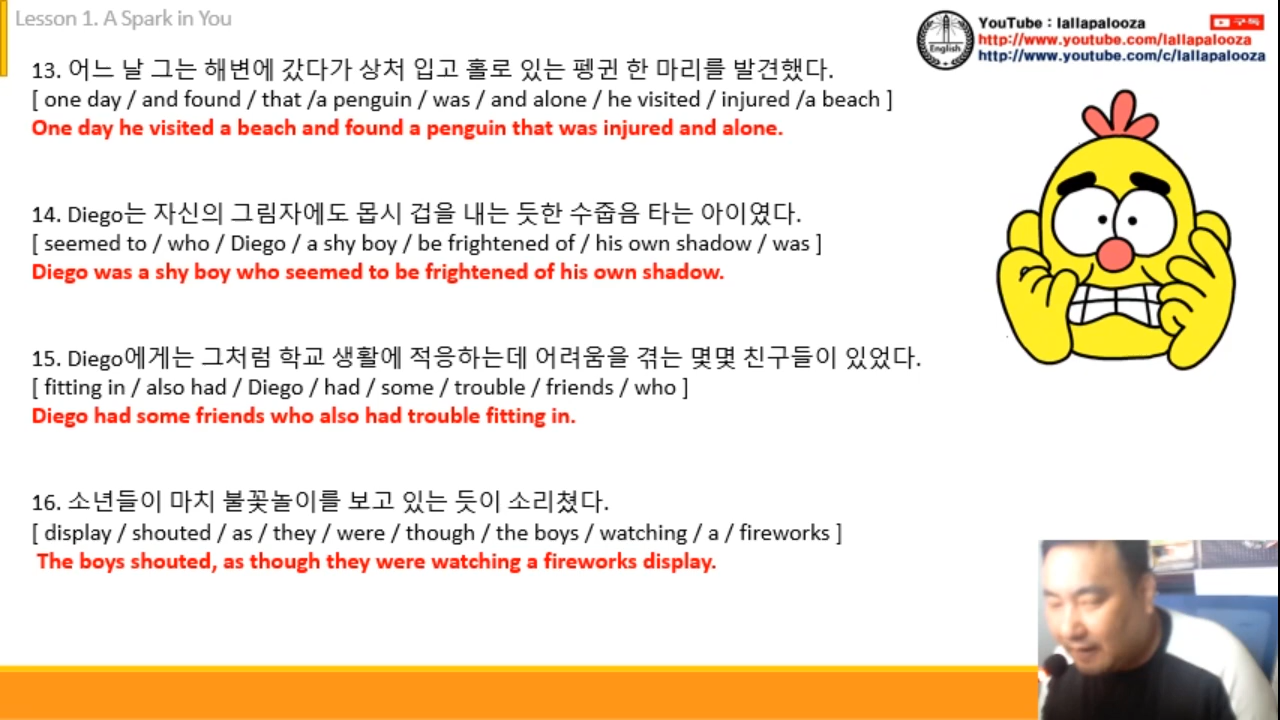 Lesson 1. A Spark in You
YouTube : lallapalooza
구독
http://www.youtube.com/lallapalooza
http://www.youtube.com/c/lallapalooza
English
13. 어느 날 그는 해변에 갔다가 상처 입고 홀로 있는 펭귄 한 마리를 발견했다.
[ one day / and found / that /a penguin / was / and alone / he visited / injured /a beach ]
One day he visited a beach and found a penguin that was injured and alone.
14. Diego는 자신의 그림자에도 몹시 겁을 내는 듯한 수줍음 타는 아이였다.
[ seemed to / who / Diego / a shy boy / be frightened of / his own shadow / was ]
Diego was a shy boy who seemed to be frightened of his own shadow.
15. Diego에게는 그처럼 학교 생활에 적응하는데 어려움을 겪는 몇몇 친구들이 있었다.
[ fitting in / also had / Diego / had / some / trouble / friends / who ]
Diego had some friends who also had trouble fitting in.
16. 소년들이 마치 불꽃놀이를 보고 있는 듯이 소리쳤다.
[ display / shouted / as / they / were / though / the boys / watching / a / fireworks ]
The boys shouted, as though they were watching a fireworks display.